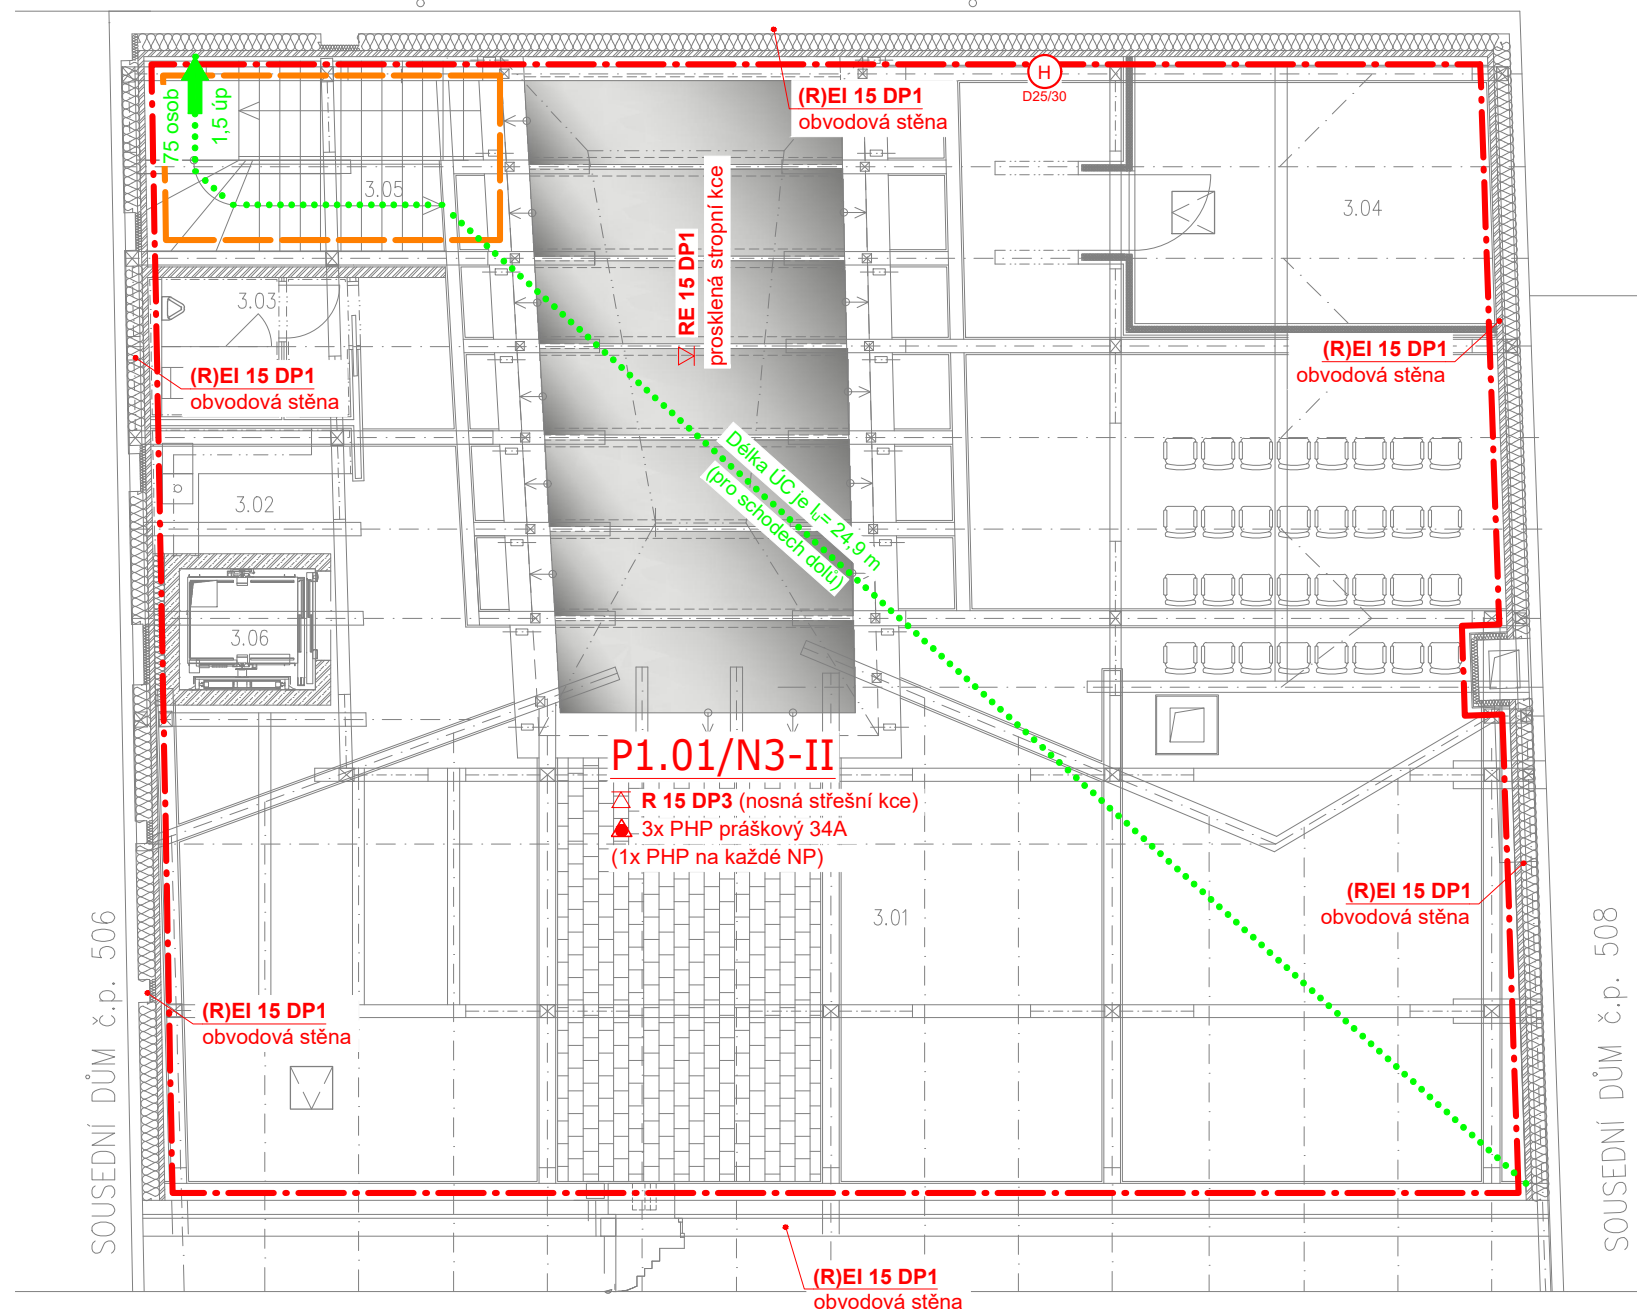 (R)EI 15 DP1
obvodová stěna
H
D25/30
75 osob
1,5 úp
3.05
3.04
RE 15 DP1
prosklená stropní kce
3.03
(R)EI 15 DP1
obvodová stěna
(R)EI 15 DP1
obvodová stěna
Délka ÚC je lu= 24,9 m
(pro schodech dolů)
3.02
3.06
P1.01/N3-II
R 15 DP3 (nosná střešní kce)
3x PHP práškový 34A
(1x PHP na každé NP)
3.01
(R)EI 15 DP1
obvodová stěna
(R)EI 15 DP1
obvodová stěna
SOUSEDNÍ DŮM č.p. 506
SOUSEDNÍ DŮM č.p. 508
(R)EI 15 DP1
obvodová stěna